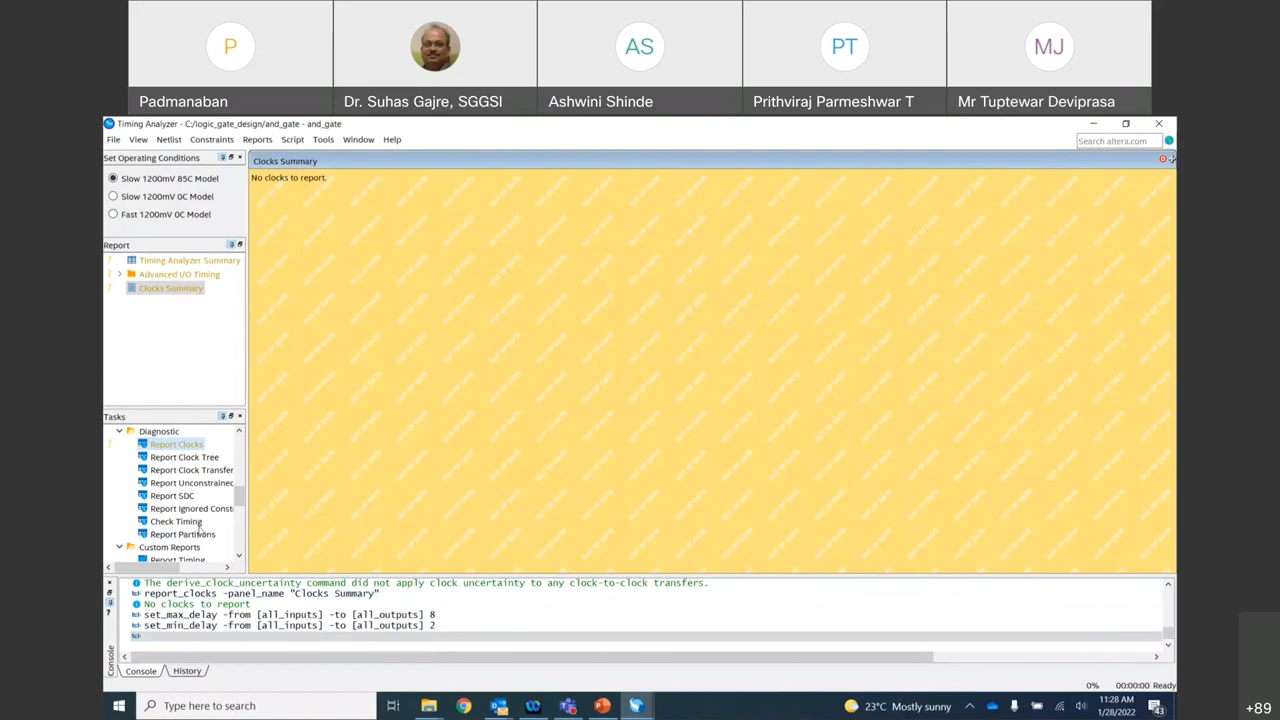 P
AS
PT
MJ
Padmanaban
Dr. Suhas Gajre, SGGSI
Ashwini Shinde
Prithviraj Parmeshwar T
Mr Tuptewar Deviprasa
Timing Analyzer - C:/logic_gate_design/and_gate - and_gate
File View Netlist Constraints Reports Script Tools Window Help
Search altera.com
Set Operating Conditions
Slow 1200mV 85C Model
Slow 1200mV 0C Model
Fast 1200mV 0C Model
Report
Timing Analyzer Summary
Advanced I/O Timing
Clocks Summary
Clocks Summary
No clocks to report.
OUT OF DATE
Tasks
Diagnostic
Report Clocks
Report Clock Tree
Report Clock Transfer
Report Unconstrained
Report SDC
Report Ignored Const
Check Timing
Report Partitions
Custom Reports
Report Timing
The derive_clock_uncertainty command did not apply clock uncertainty to any clock-to-clock transfers.
report_clocks -panel_name "Clocks Summary"
No clocks to report
set_max_delay -from [all_inputs] -to [all_outputs] 8
set_min_delay -from [all_inputs] -to [all_outputs] 2
Console
Console History
0% 00:00:00 Ready
Type here to search
23°C Mostly sunny
11:28 AM
1/28/2022
43
+89